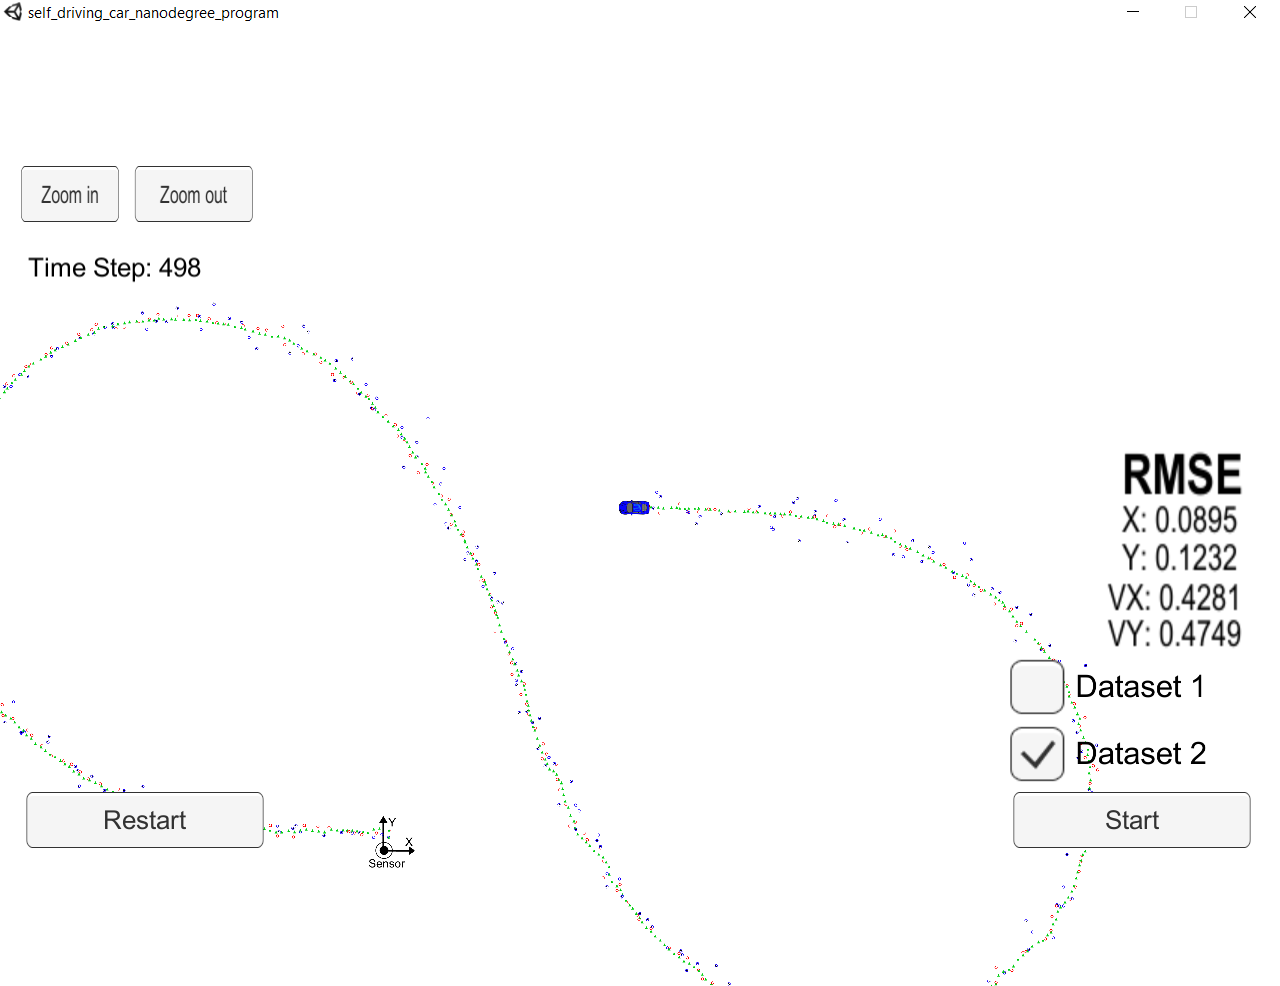 self_driving_car_nanodegree_program
Zoom in
Zoom out
Time Step: 498
RMSE
X: 0.0895
Y: 0.1232
VX: 0.4281
VY: 0.4749
Dataset 1
Dataset 2
Restart
Start
Y
X
Sensor